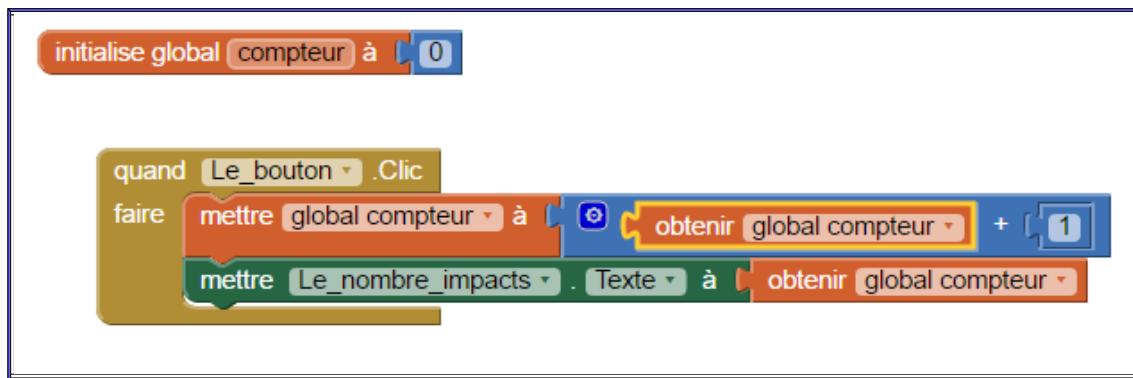 initialise global compteur à 0
quand Le_bouton .Clic
faire mettre global compteur à obtenir global compteur + 1
mettre Le_nombre_impacts . Texte à obtenir global compteur